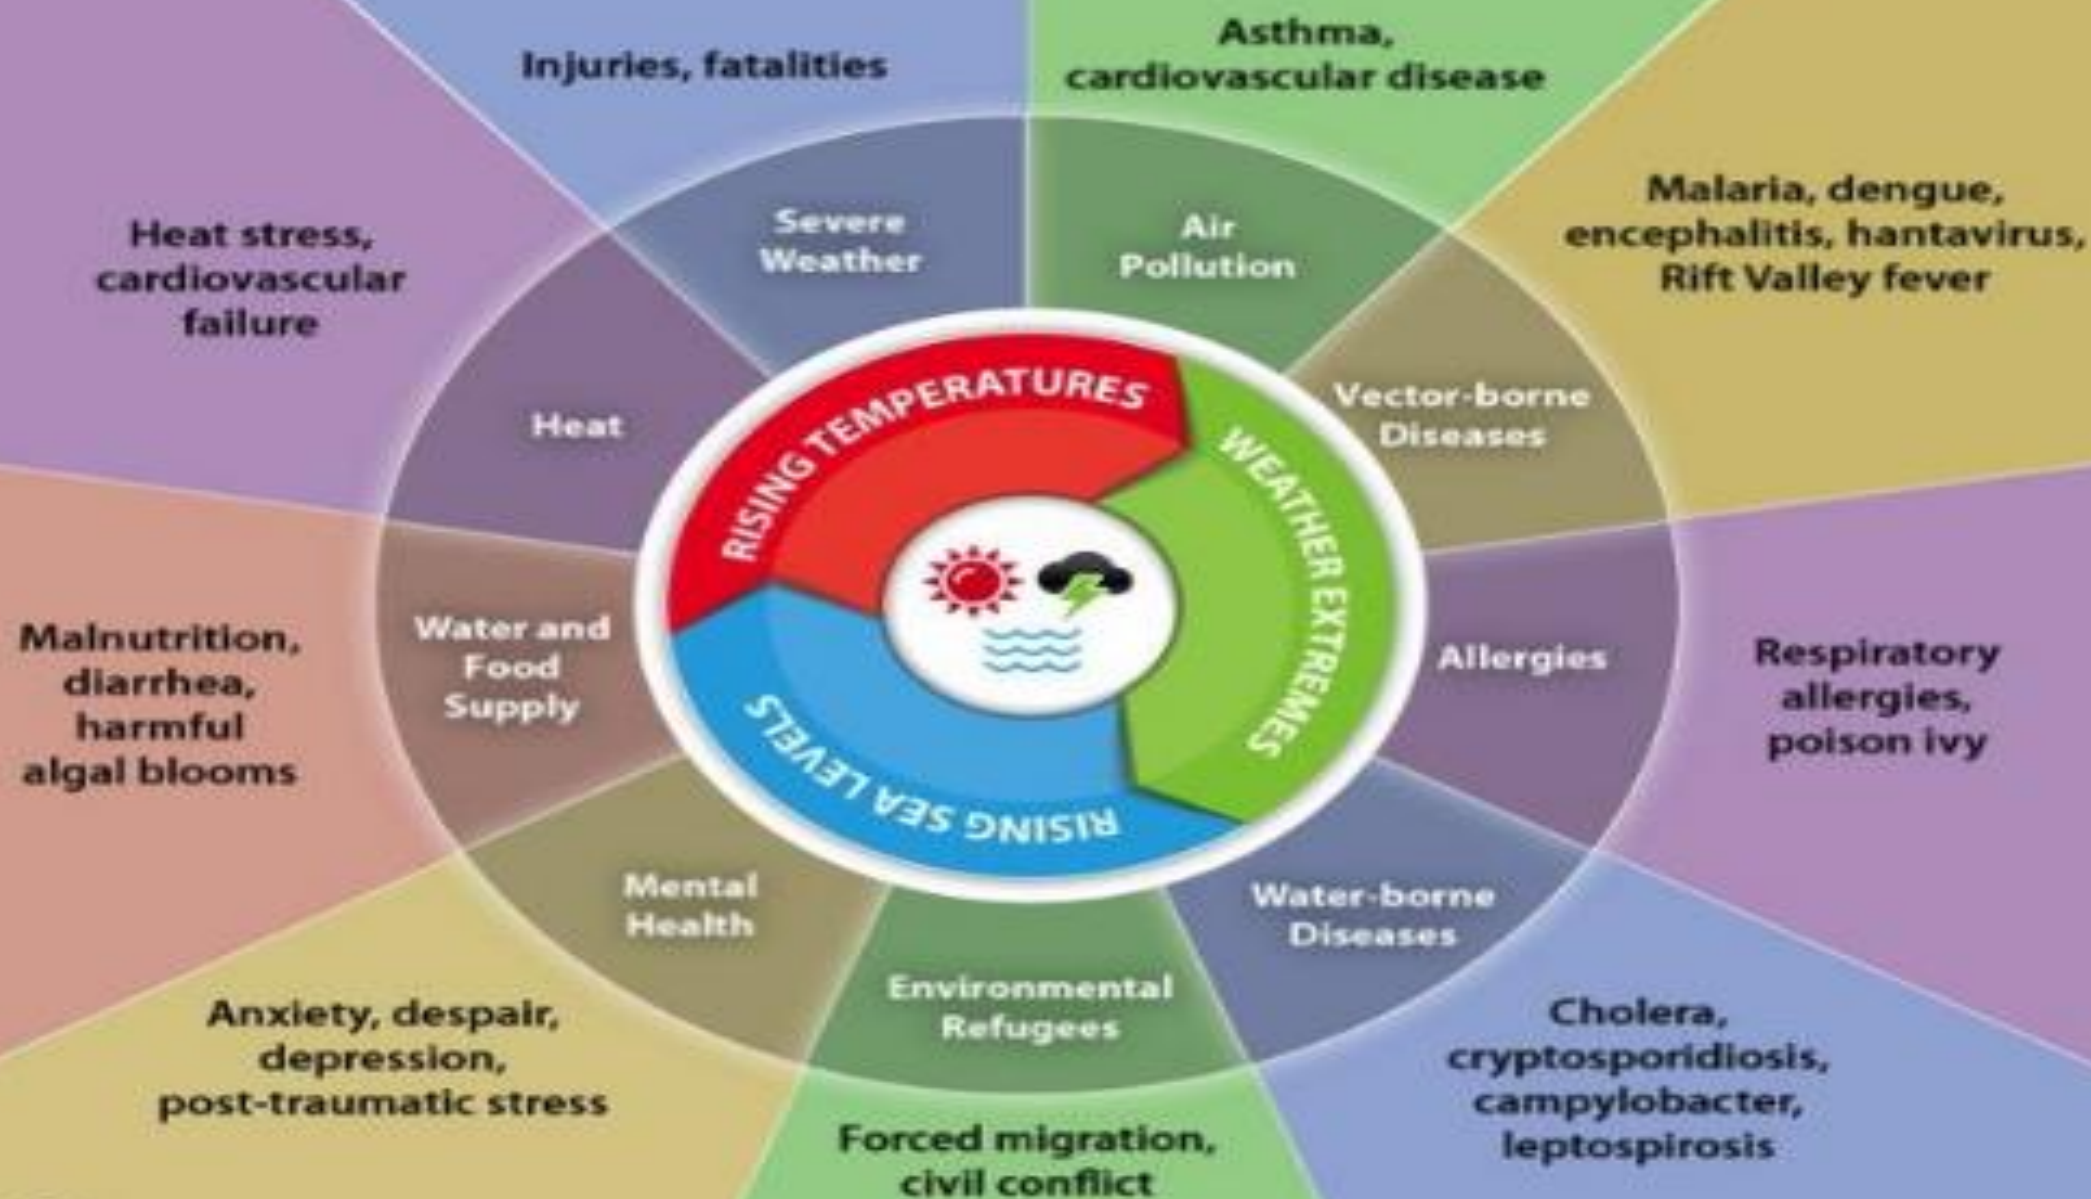 Injuries, fatalities
Asthma,
cardiovascular disease
Malaria, dengue,
encephalitis, hantavirus,
Rift Valley fever
Heat stress,
cardiovascular
failure
Severe
Weather
Air
Pollution
Vector-borne
Diseases
Heat
RISING TEMPERATURES
WEATHER EXTREMES
RISING SEA LEVELS
Allergies
Respiratory
allergies,
poison ivy
Water and
Food
Supply
Malnutrition,
diarrhea,
harmful
algal blooms
Mental
Health
Water-borne
Diseases
Environmental
Refugees
Anxiety, despair,
depression,
post-traumatic stress
Cholera,
cryptosporidiosis,
campylobacter,
leptospirosis
Forced migration,
civil conflict